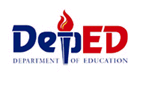 DepED
DEPARTMENT OF EDUCATION